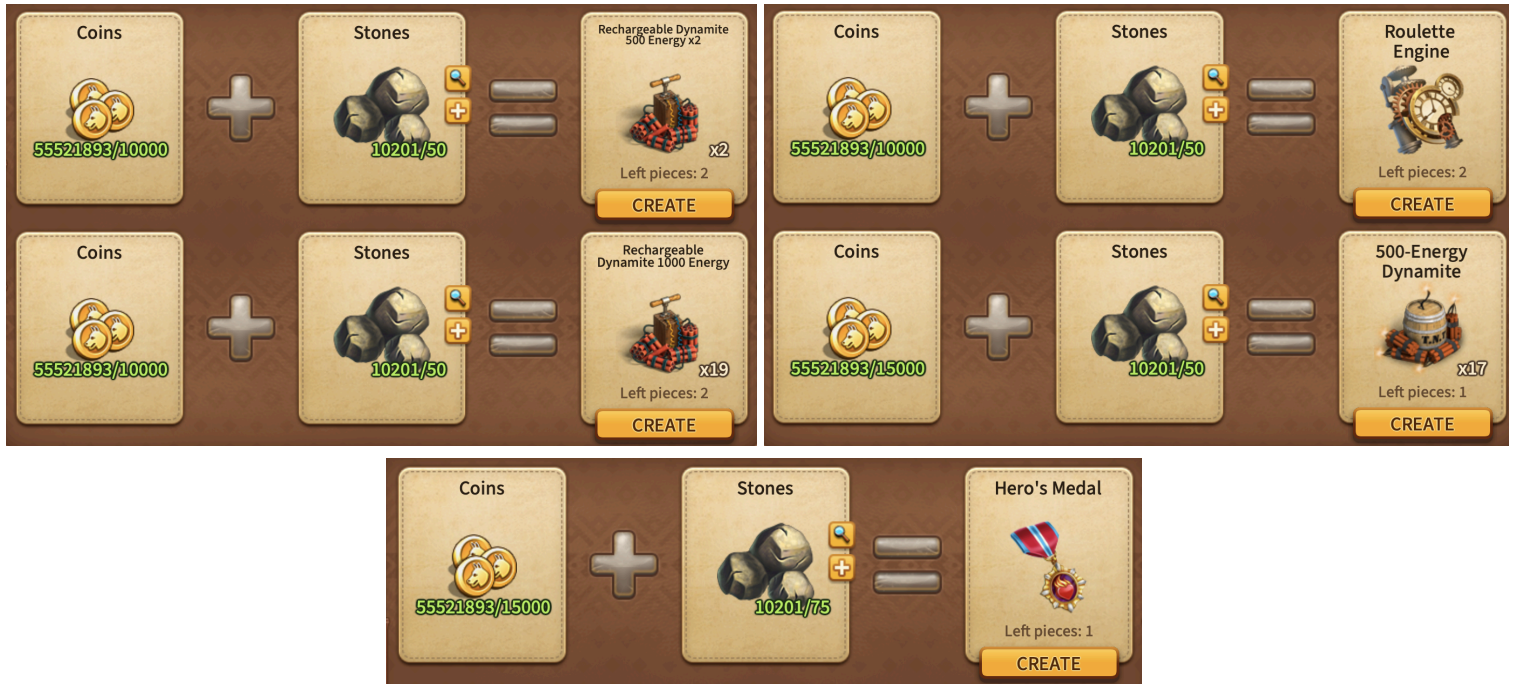 Coins
Stones
Rechargeable Dynamite
500 Energy x2
55521893/10000
10201/50
x2
Left pieces: 2
CREATE
Coins
Stones
Roulette
Engine
55521893/10000
10201/50
Left pieces: 2
CREATE
Coins
Stones
Rechargeable
Dynamite 1000 Energy
55521893/10000
10201/50
x19
Left pieces: 2
CREATE
Coins
Stones
500-Energy
Dynamite
T.N.T
55521893/15000
10201/50
x17
Left pieces: 1
CREATE
Coins
Stones
Hero's Medal
55521893/15000
10201/75
Left pieces: 1
CREATE